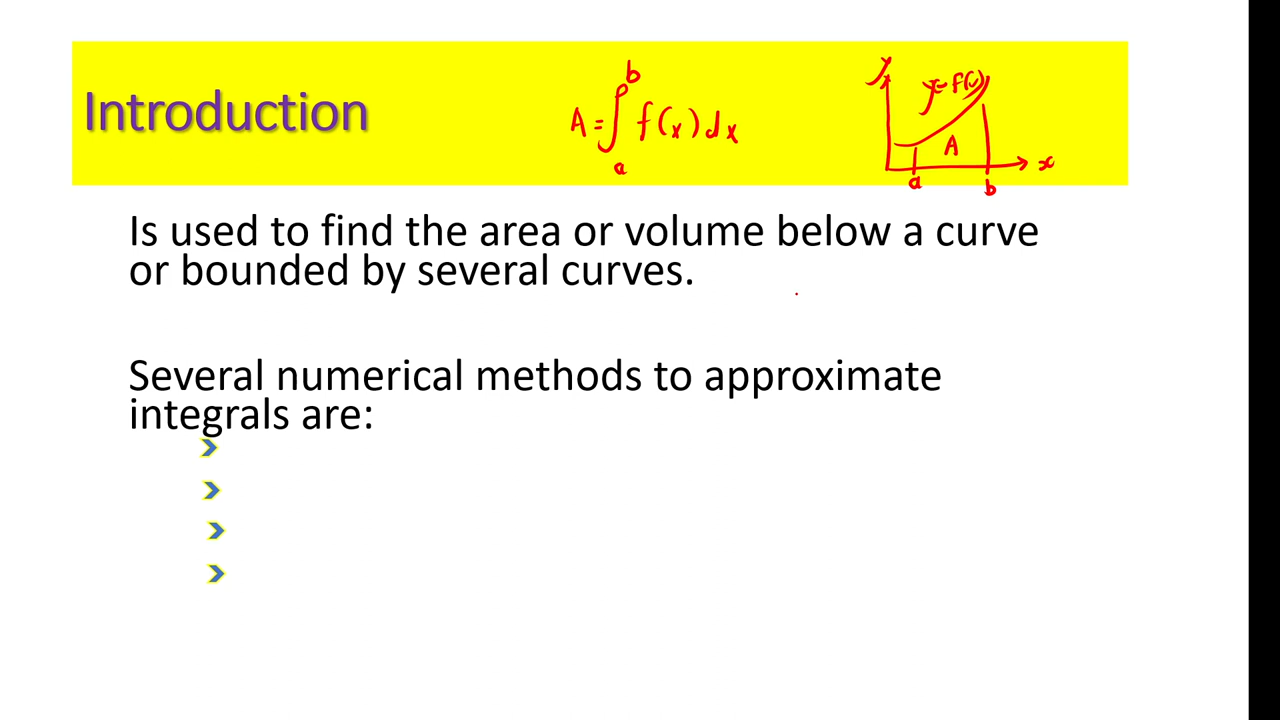 Introduction
b
A = ∫ f(x) dx
a
y
y = f(x)
A
x
a
b
Is used to find the area or volume below a curve
or bounded by several curves.
Several numerical methods to approximate
integrals are: